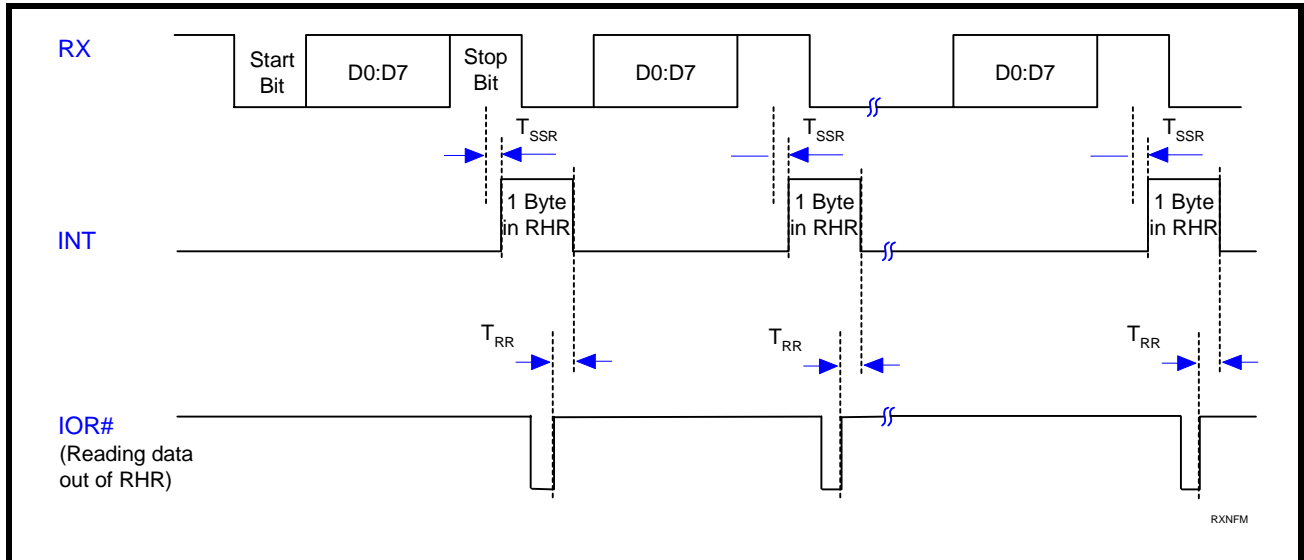 RX
Start
Bit
D0:D7
Stop
Bit
D0:D7
D0:D7
TSSR
TSSR
TSSR
INT
1 Byte
in RHR
1 Byte
in RHR
1 Byte
in RHR
TRR
TRR
TRR
IOR#
(Reading data
out of RHR)
RXNFM